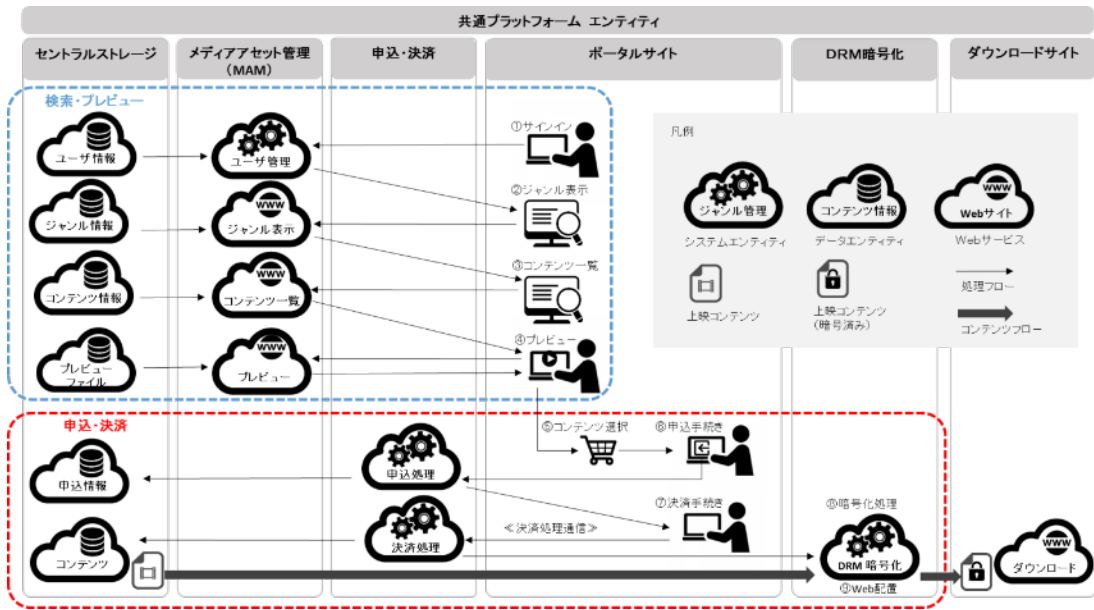 共通プラットフォーム エンティティ
セントラルストレージ
メディアアセット管理
(MAM)
申込・決済
ポータルサイト
DRM暗号化
ダウンロードサイト
検索・プレビュー
ユーザ情報
ユーザ管理
①サインイン
ジャンル情報
ジャンル表示
②ジャンル表示
コンテンツ情報
コンテンツ一覧
③コンテンツ一覧
プレビュー
ファイル
プレビュー
④プレビュー
凡例
ジャンル管理
システムエンティティ
コンテンツ情報
データエンティティ
WWW
Webサイト
Webサービス
上映コンテンツ
上映コンテンツ
(暗号済み)
処理フロー
コンテンツフロー
申込・決済
申込情報
申込処理
⑤コンテンツ選択
⑥申込手続き
コンテンツ
決済処理
≪決済処理通信≫
⑦決済手続き
⑧暗号化処理
DRM 暗号化
⑨Web配置
WWW
ダウンロード